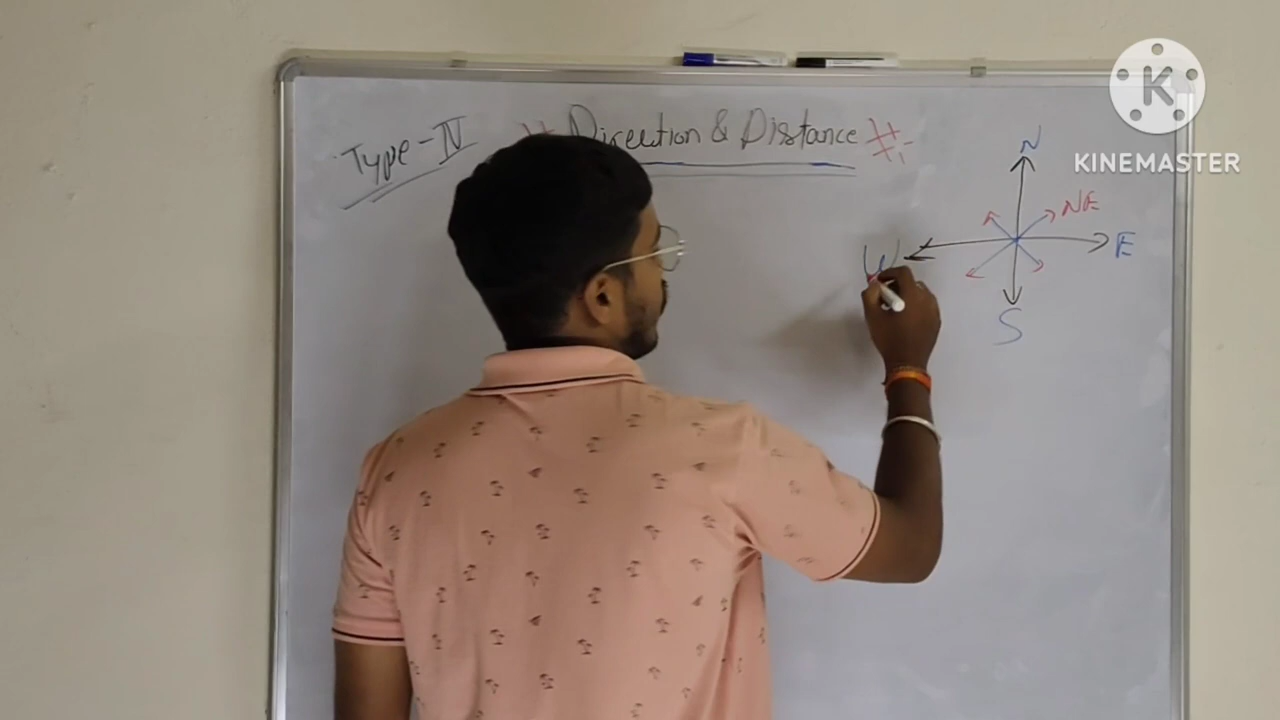 Type-IV
# Direction & Distance #:-
N
K
KINEMASTER
NE
W
E
S